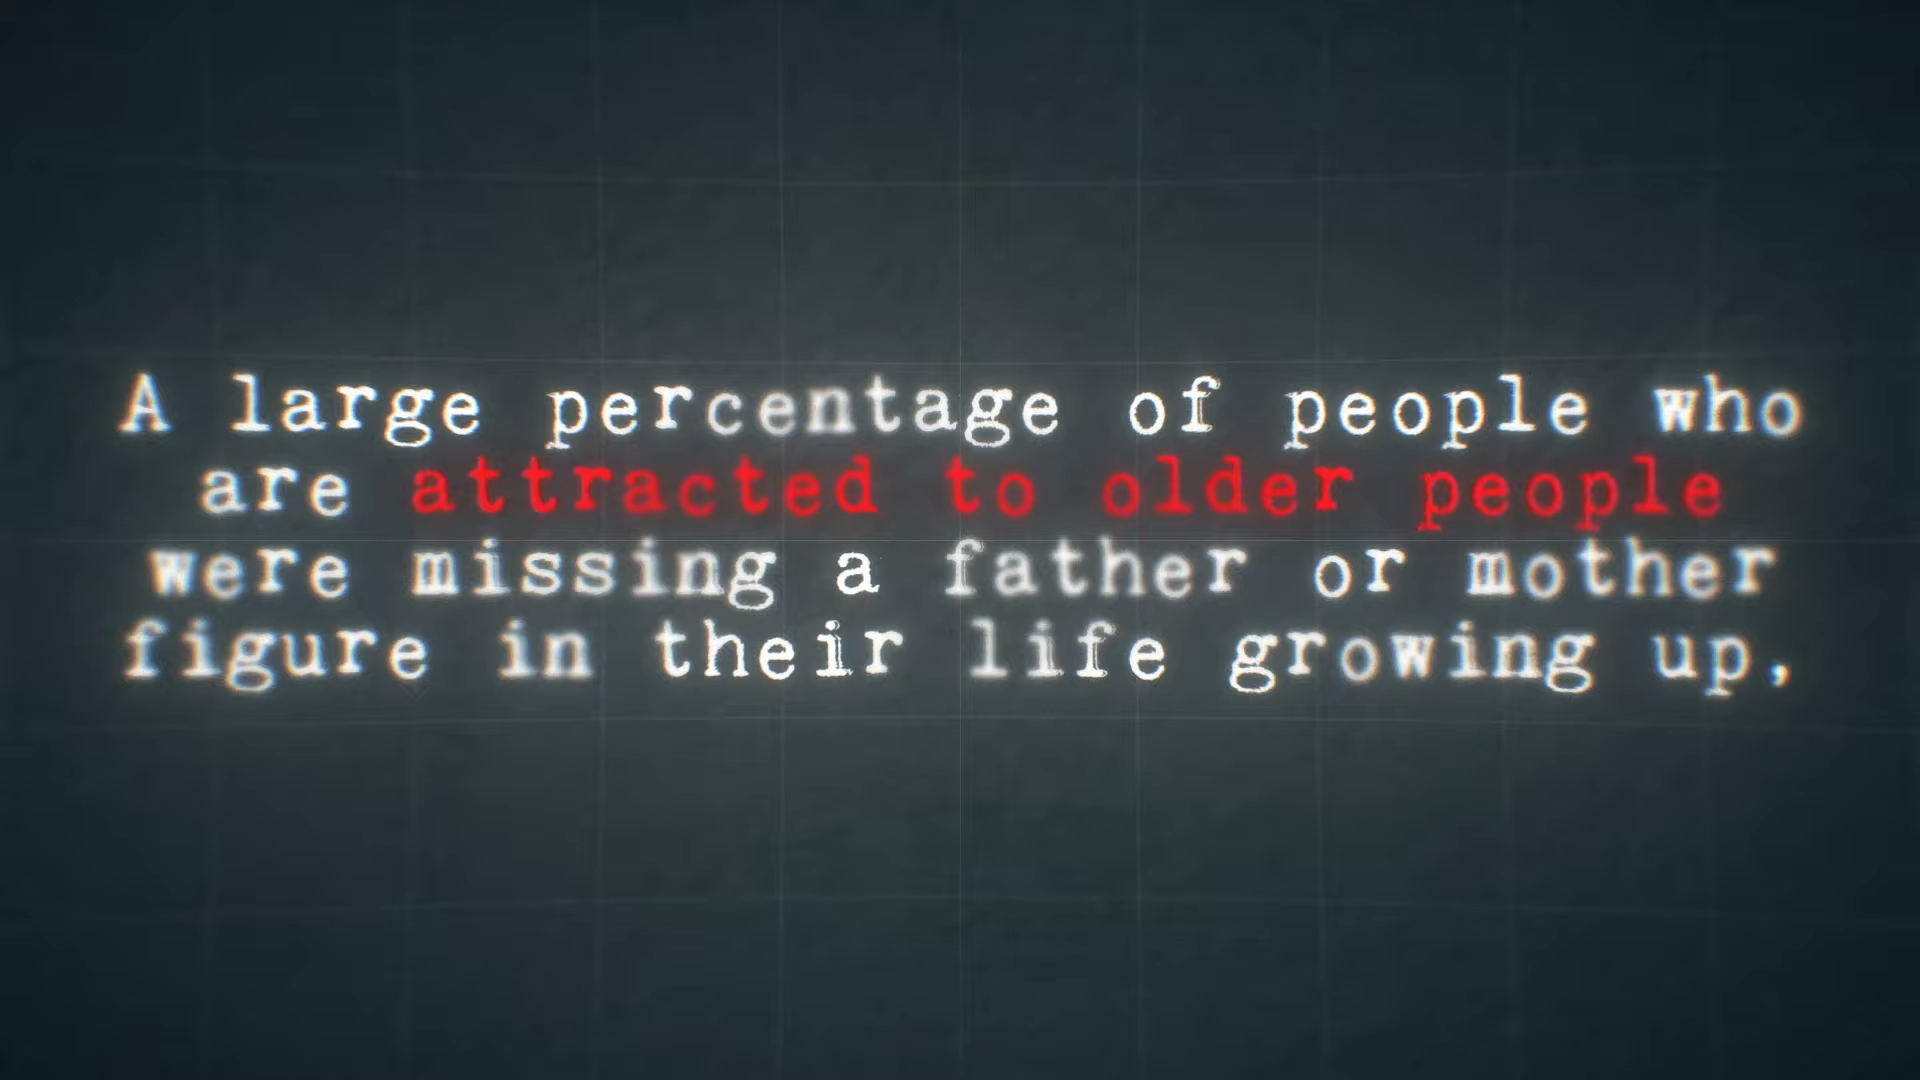 A large percentage of people who
are attracted to older people
were missing a father or mother
figure in their life growing up,